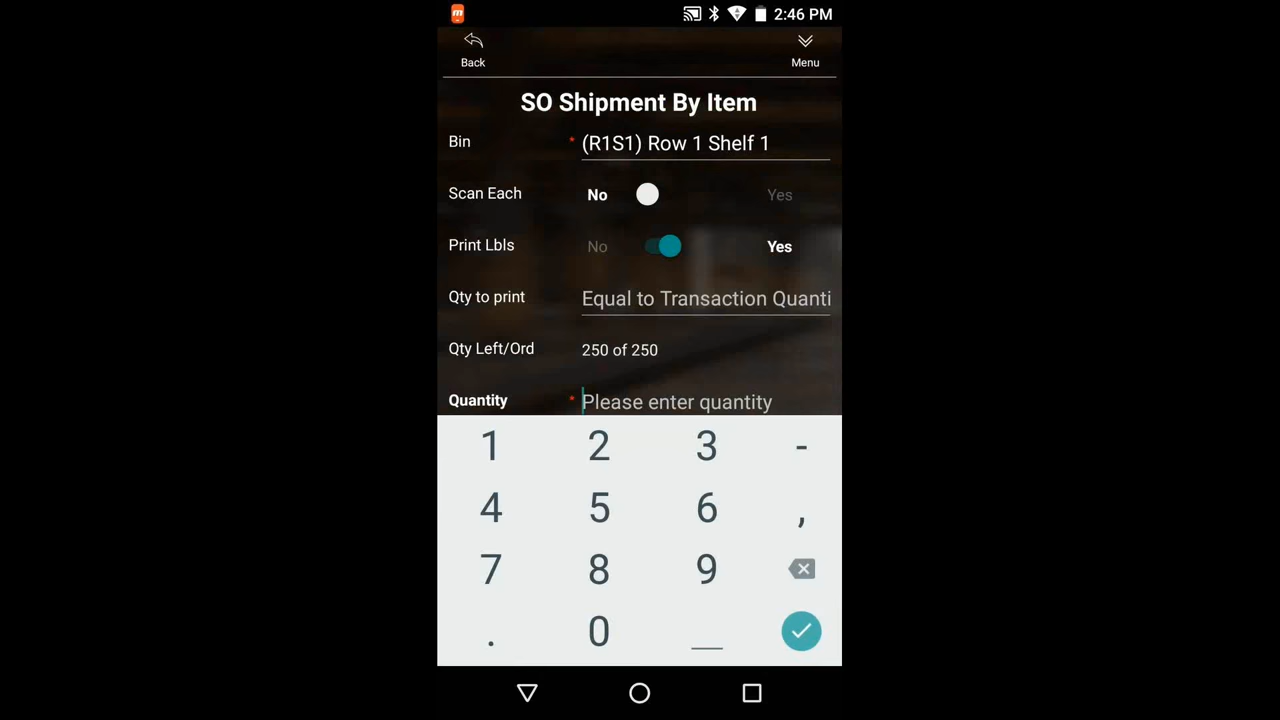 2:46 PM
Back
Menu
SO Shipment By Item
Bin * (R1S1) Row 1 Shelf 1
Scan Each No Yes
Print Lbls No Yes
Qty to print Equal to Transaction Quanti
Qty Left/Ord 250 of 250
Quantity * Please enter quantity
1 2 3 -
4 5 6 ,
7 8 9
. 0 _